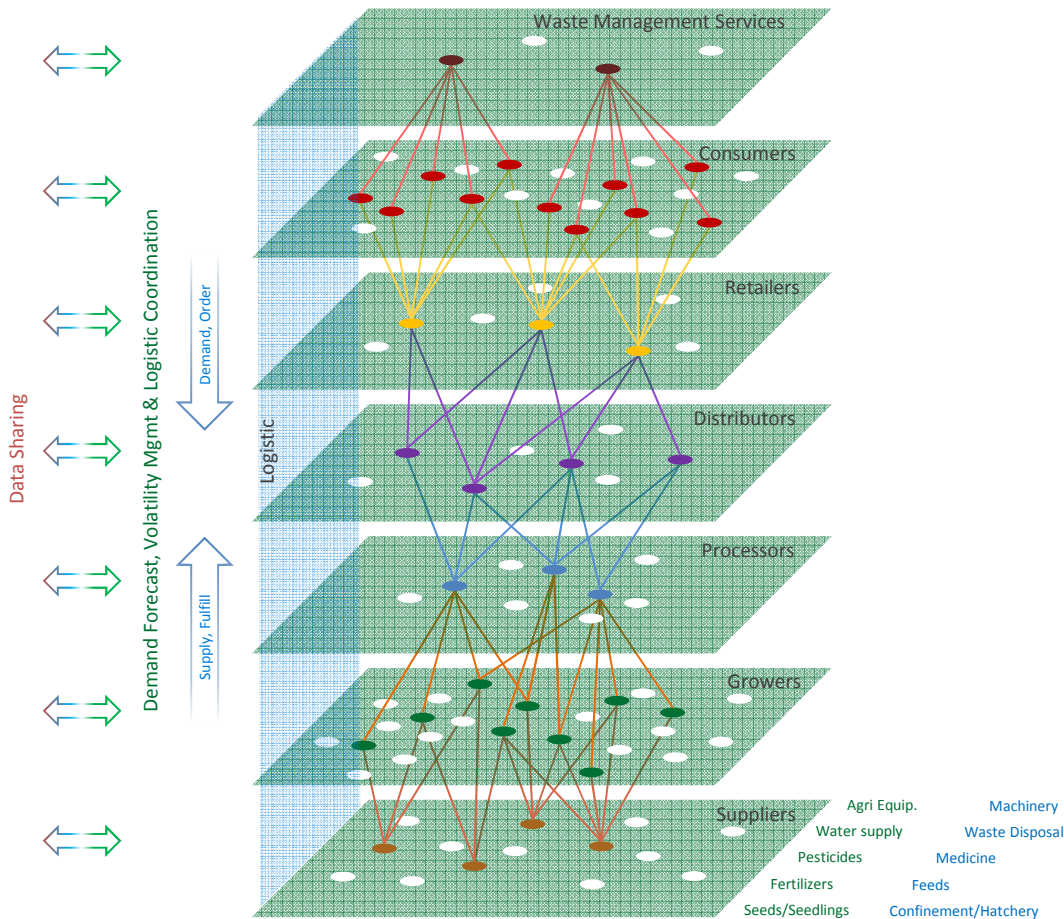 Waste Management Services
Consumers
Retailers
Distributors
Processors
Growers
Suppliers
Logistic
Data Sharing
Demand Forecast, Volatility Mgmt & Logistic Coordination
Demand, Order
Supply, Fulfill
Agri Equip.
Machinery
Water supply
Waste Disposal
Pesticides
Medicine
Fertilizers
Feeds
Seeds/Seedlings
Confinement/Hatchery